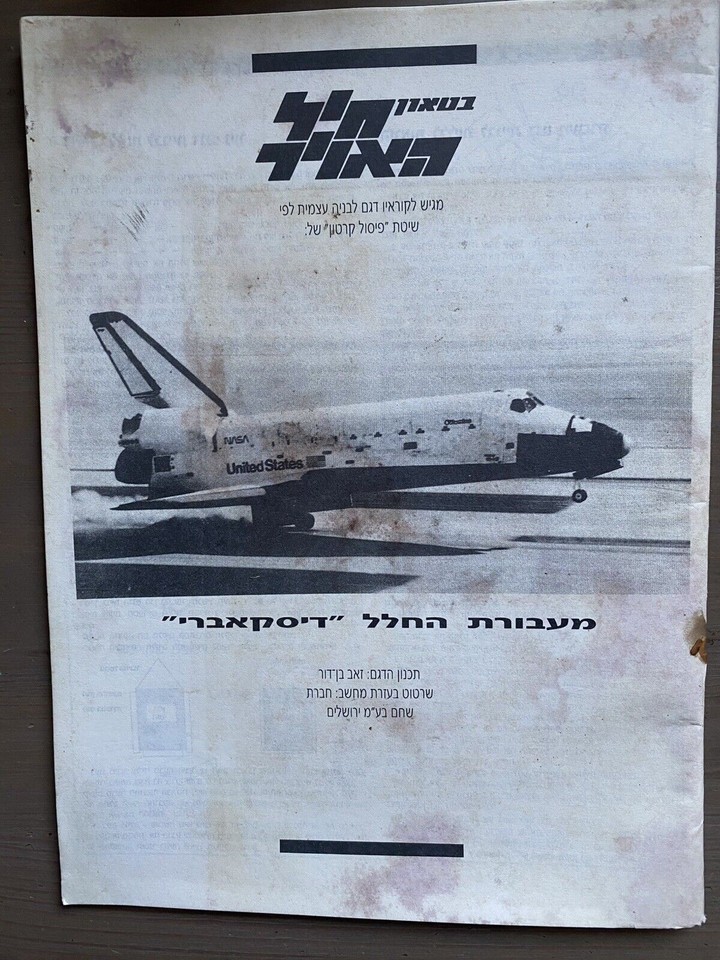 בטאון חיל
האויר
מגיש לקוראיו דגם לבניה עצמית לפי
שיטת "פיסול קרטון" של:
NASA
United States
מעבורת החלל "דיסקאברי"
תכנון הדגם: זאב בן־דור
שרטוט בעזרת מחשב: חברת
שחם בע"מ ירושלים